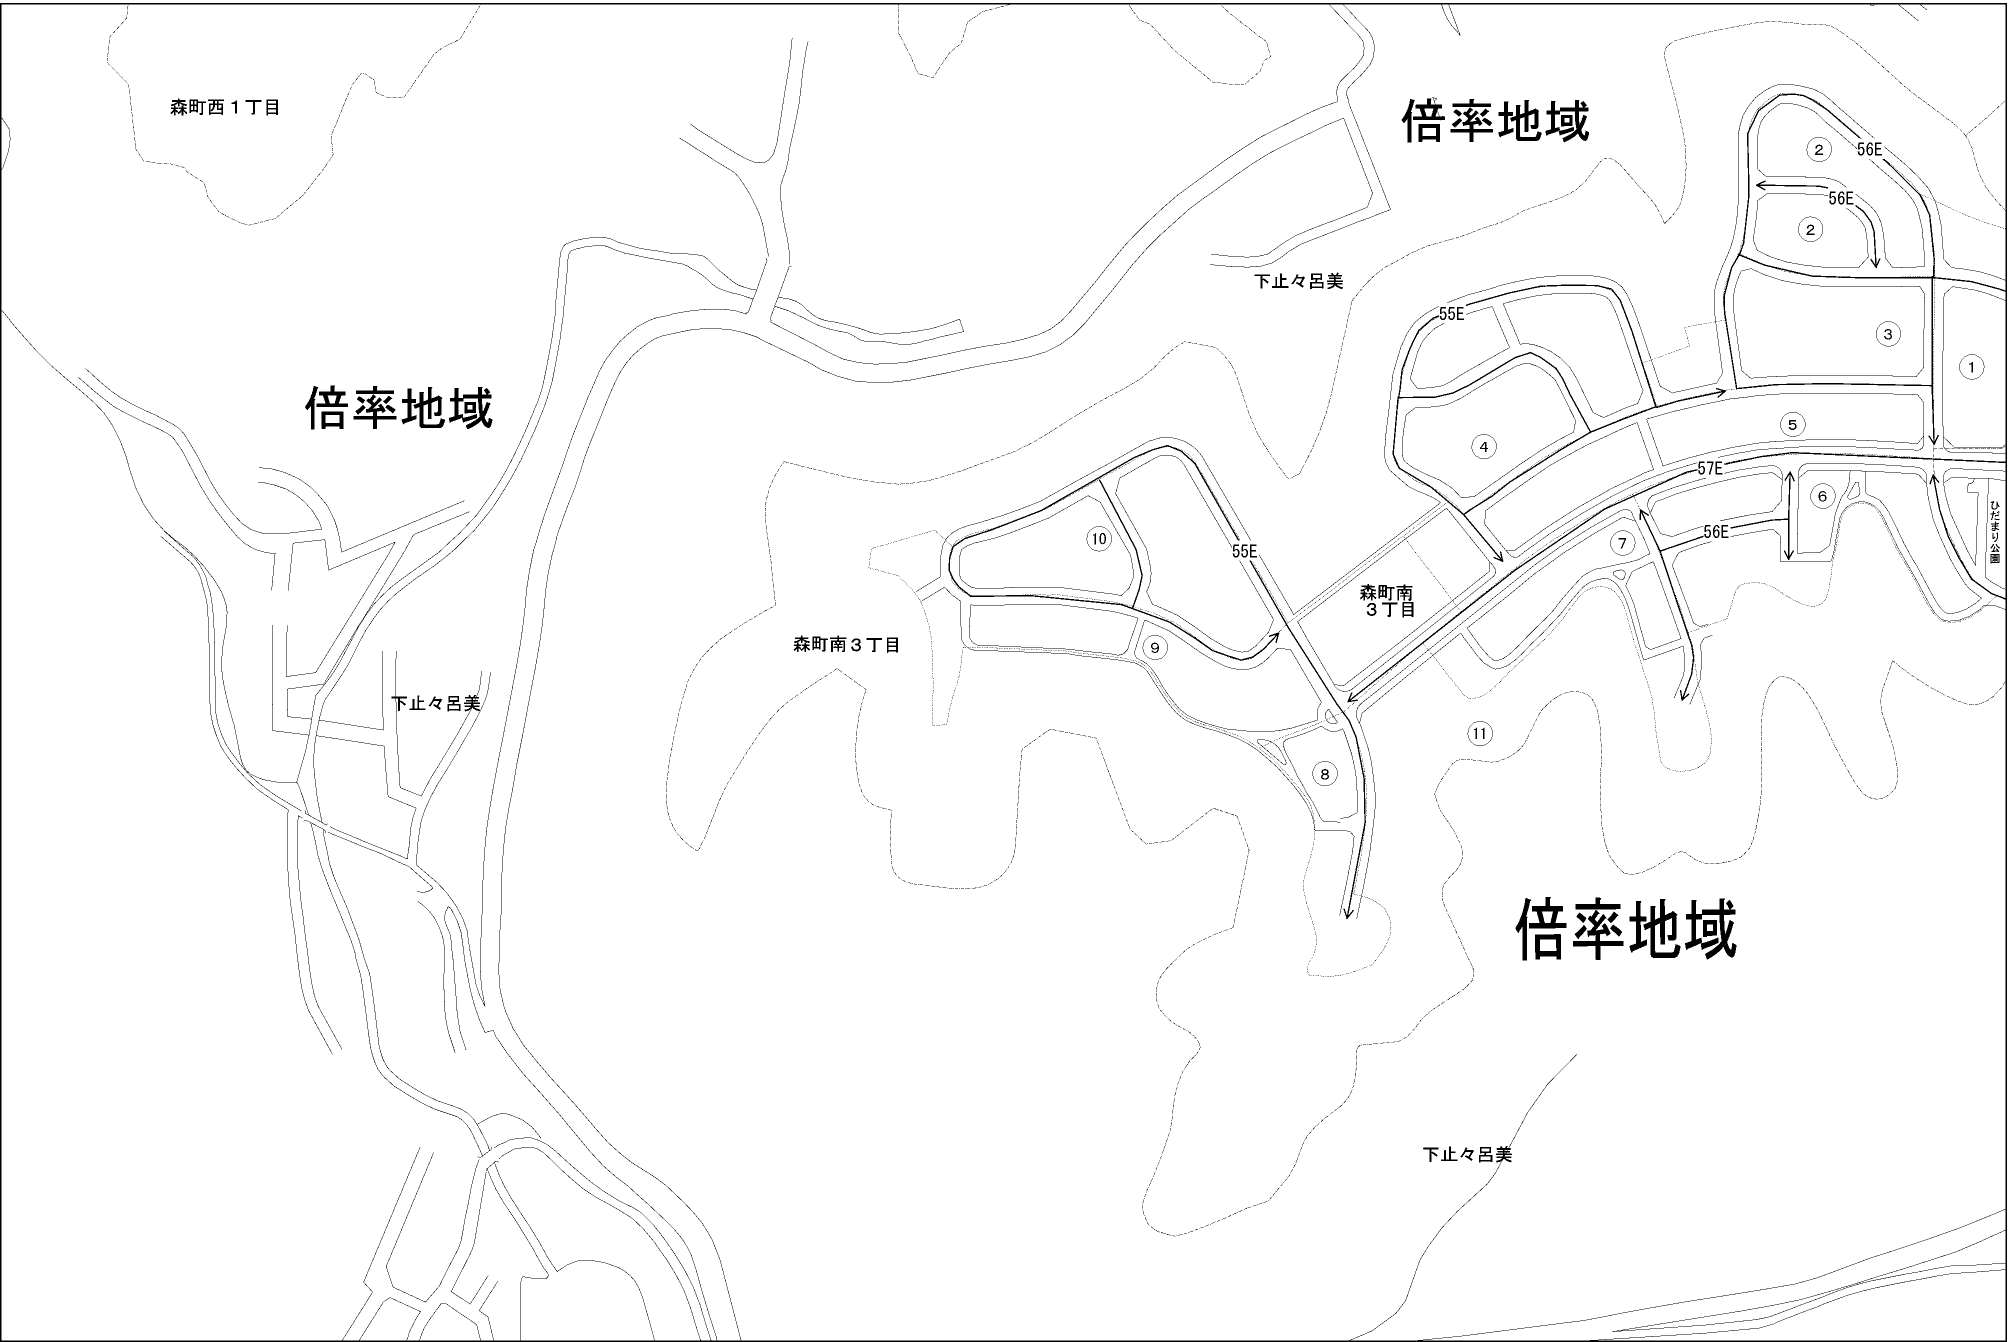 森町西１丁目
倍率地域
②
56E
56E
②
下止々呂美
55E
③
①
倍率地域
⑤
④
57E
⑥
ひだまり公園
⑩
55E
56E
⑦
森町南
３丁目
森町南３丁目
⑨
下止々呂美
⑪
⑧
倍率地域
下止々呂美